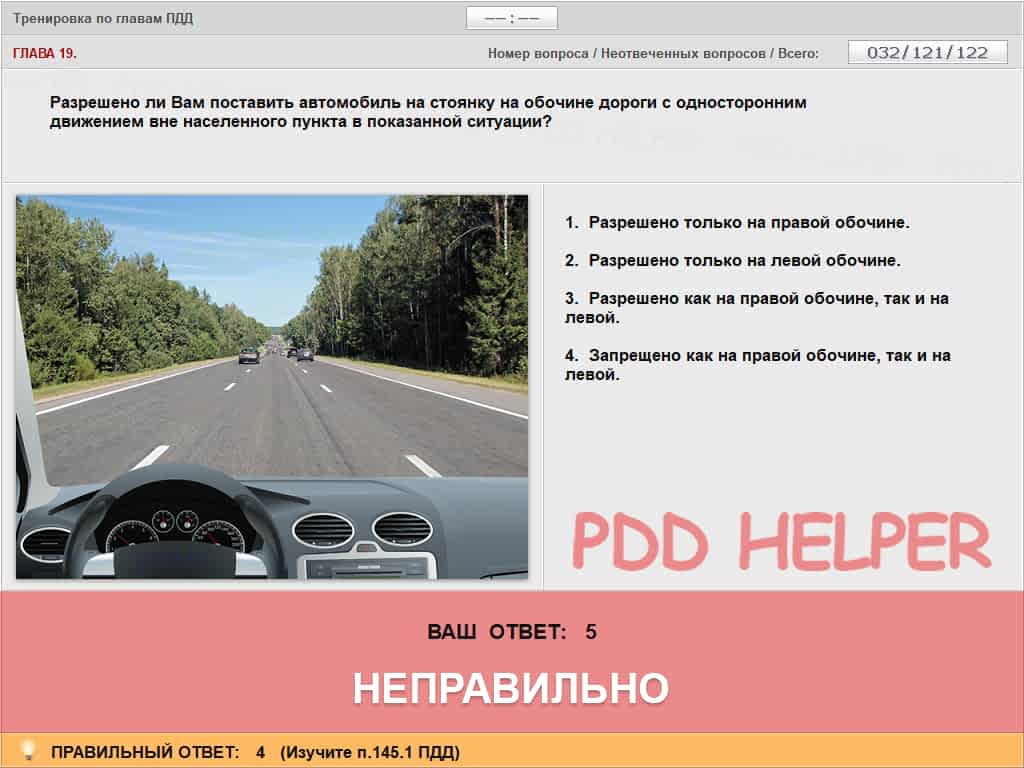 Тренировка по главам ПДД
—— : ——
ГЛАВА 19.
Номер вопроса / Неотвеченных вопросов / Всего: 032/121/122
Разрешено ли Вам поставить автомобиль на стоянку на обочине дороги с односторонним
движением вне населенного пункта в показанной ситуации?
1. Разрешено только на правой обочине.
2. Разрешено только на левой обочине.
3. Разрешено как на правой обочине, так и на
левой.
4. Запрещено как на правой обочине, так и на
левой.
PDD HELPER
ВАШ ОТВЕТ: 5
НЕПРАВИЛЬНО
ПРАВИЛЬНЫЙ ОТВЕТ: 4 (Изучите п.145.1 ПДД)